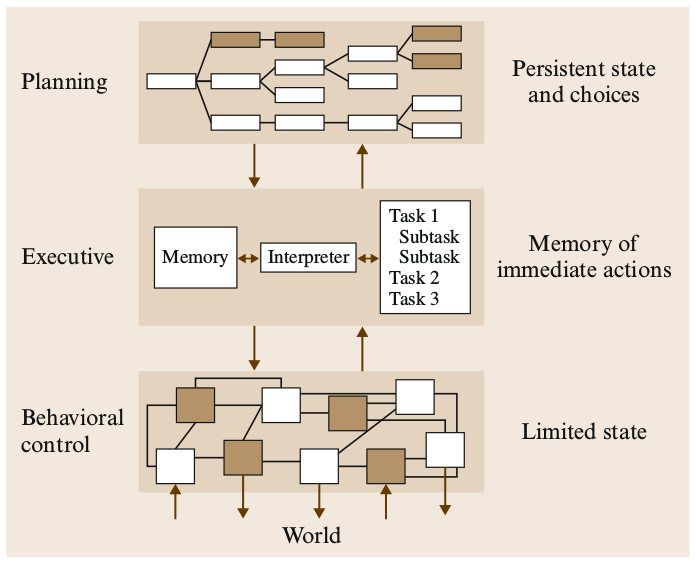 Planning
Persistent state
and choices
Executive
Memory
Interpreter
Task 1
Subtask
Subtask
Task 2
Task 3
Memory of
immediate actions
Behavioral
control
Limited state
World